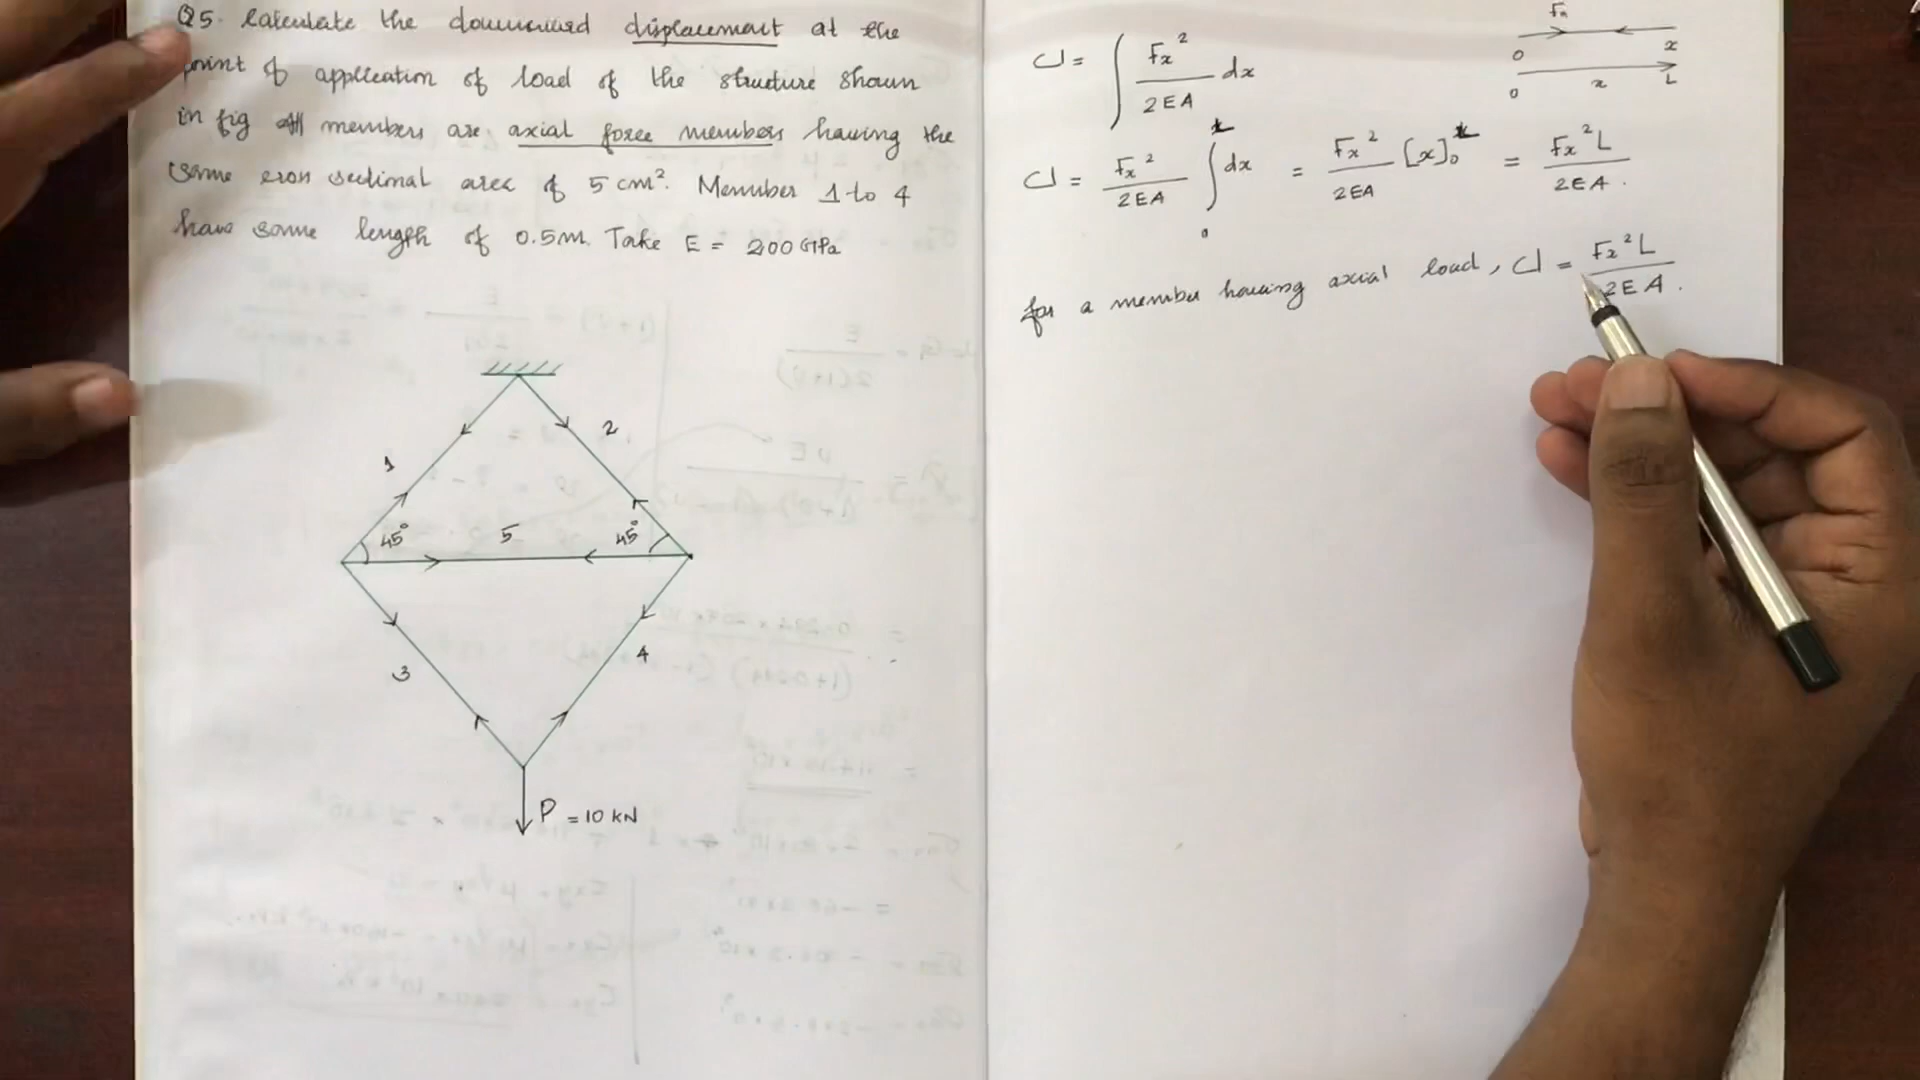 Q5. Calculate the downward displacement at the
point of application of load of the structure shown
in fig All members are axial force members having the
same cross sectional area of 5 cm². Member 1 to 4
have same length of 0.5m. Take E = 200 GPa
1
2
45°
5
45°
3
4
P = 10 kN
U = ∫ Fx² / 2EA dx
Fx
0 x
0 x L
U = Fx² / 2EA ∫₀ᴸ dx = Fx² / 2EA [x]₀ᴸ = Fx² L / 2EA.
for a member having axial load, U = Fx² L / 2EA.